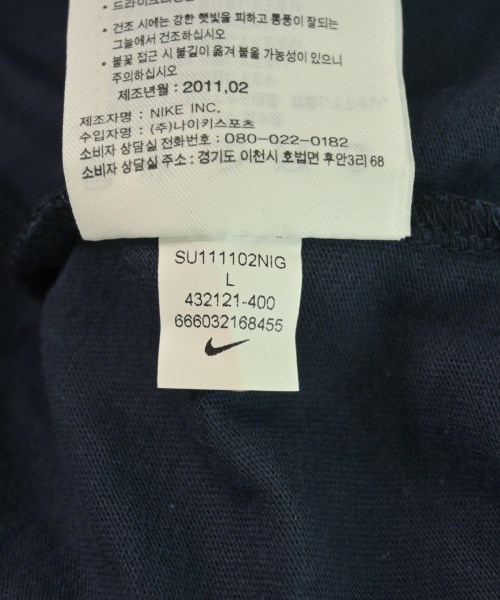 • 드라이크리닝
• 건조 시에는 강한 햇빛을 피하고 통풍이 잘되는
그늘에서 건조하십시오
• 불꽃 접근 시 불길이 옮겨 붙을 가능성이 있으니
주의하십시오
제조년월 : 2011,02
제조자명 : NIKE INC.
수입자명 : (주)나이키스포츠
소비자 상담실 전화번호 : 080-022-0182
소비자 상담실 주소 : 경기도 이천시 호법면 후안3리 68
SU111102NIG
L
432121-400
666032168455